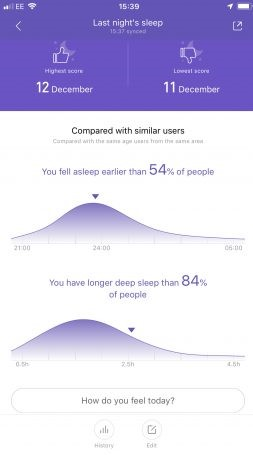 EE 15:39
Last night's sleep
15:37 synced
Highest score
Lowest score
12 December
11 December
Compared with similar users
Compared with the same age users from the same area
You fell asleep earlier than 54% of people
21:00 24:00 05:00
You have longer deep sleep than 84%
of people
0.5h 2.5h 4.5h
How do you feel today?
History Edit